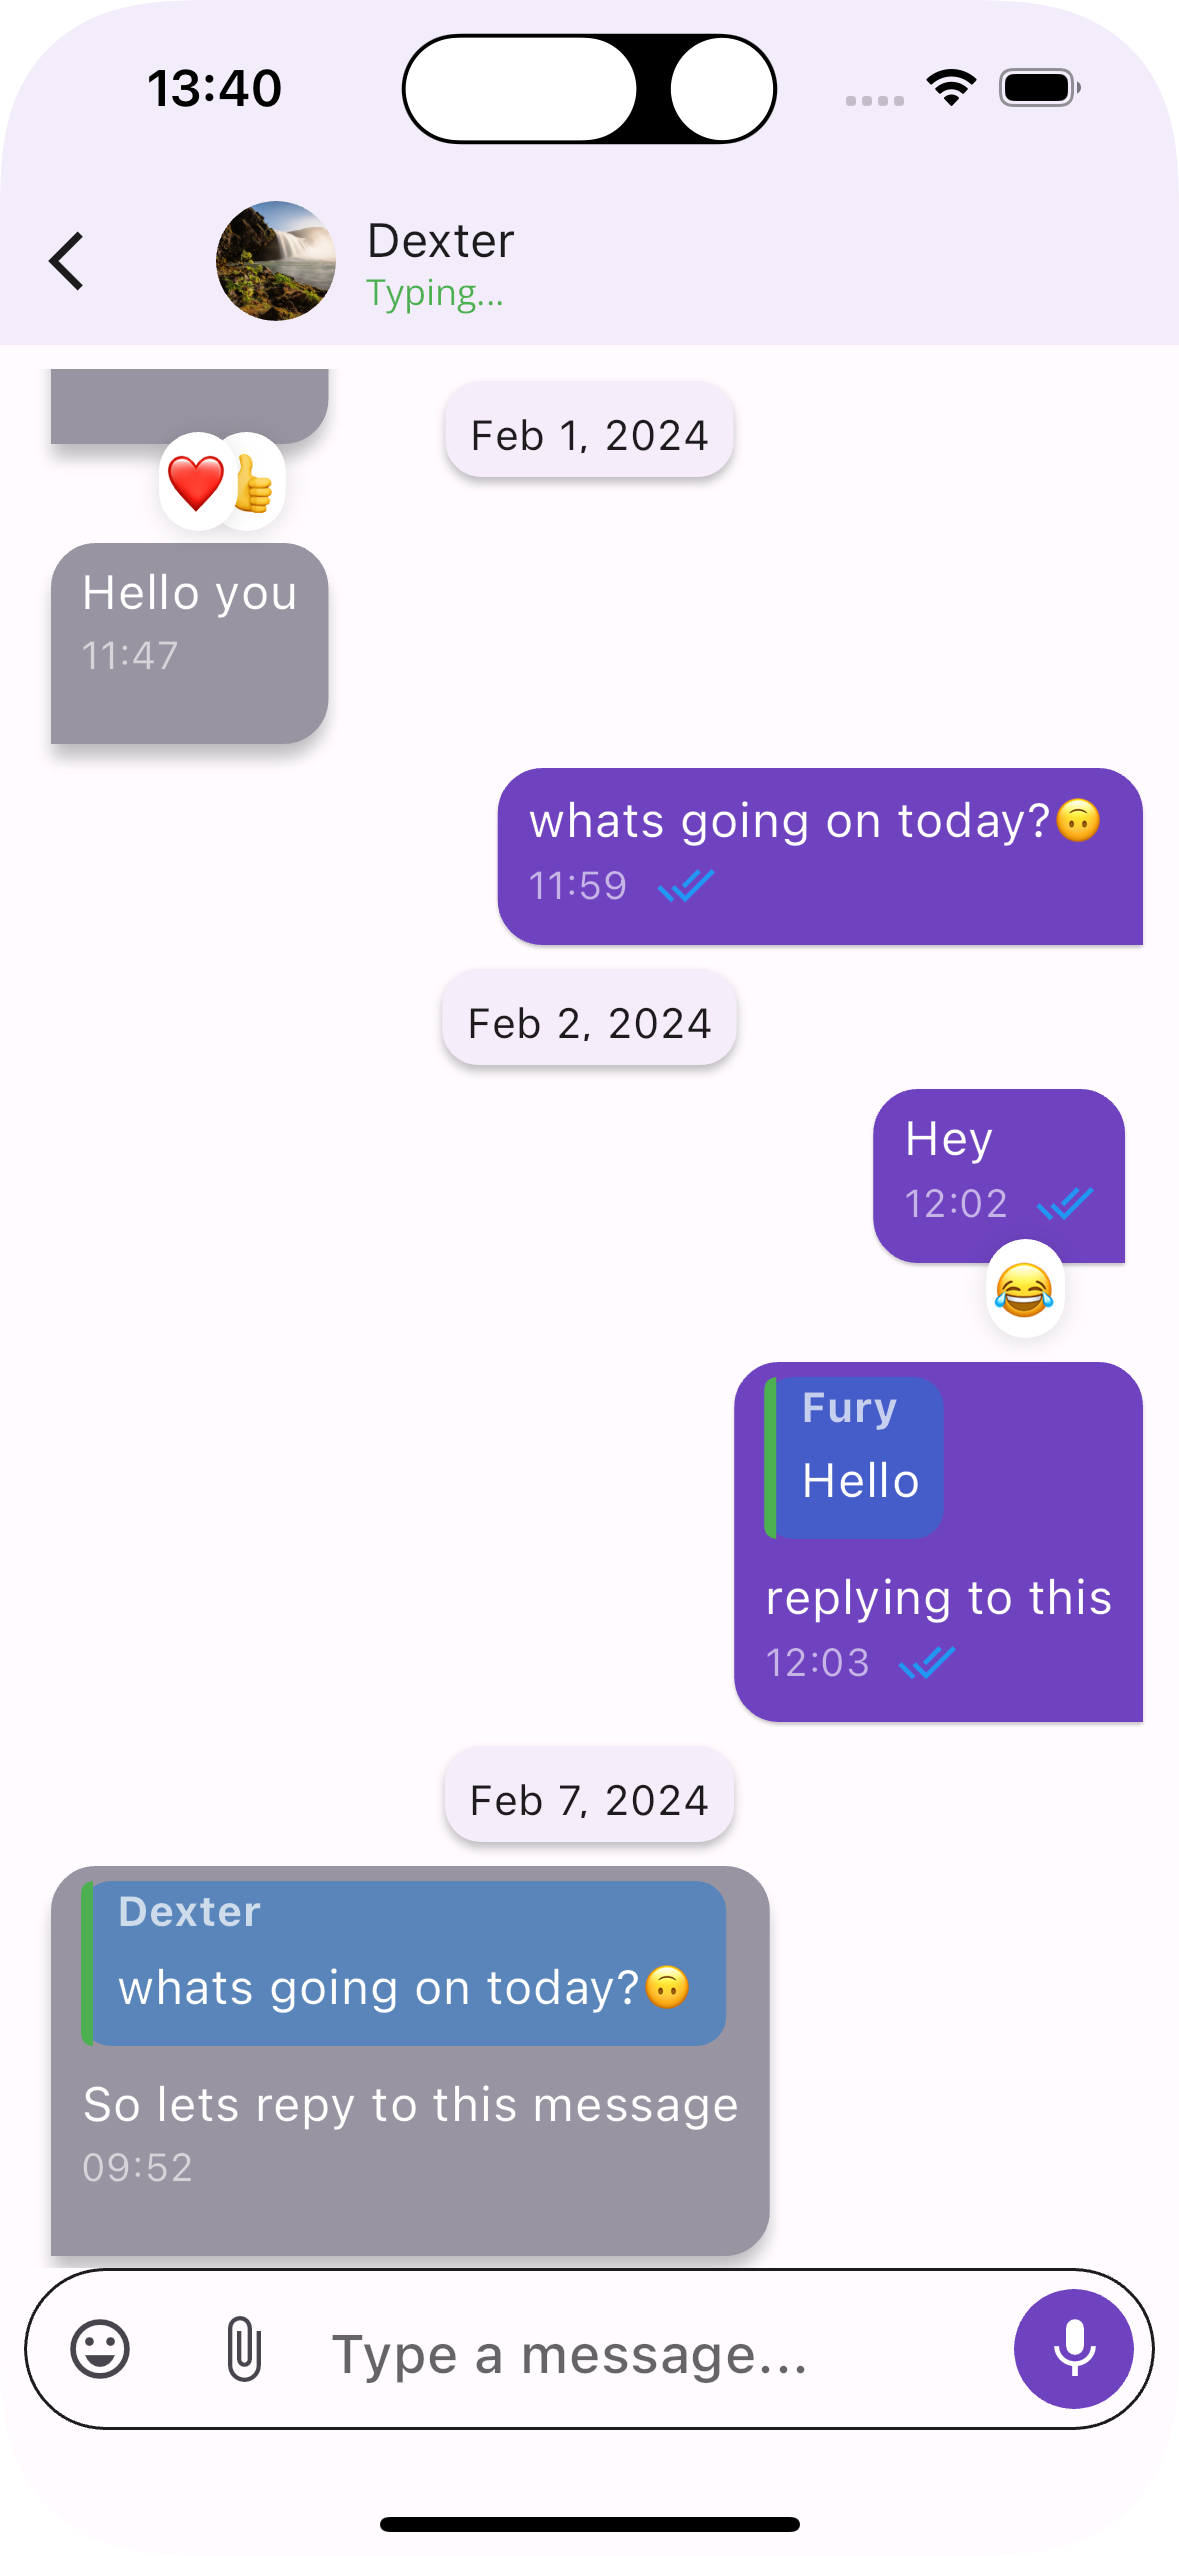 13:40
Dexter
Typing...
Feb 1, 2024
❤️👍
Hello you
11:47
whats going on today?🙃
11:59
Feb 2, 2024
Hey
12:02
😂
Fury
Hello
replying to this
12:03
Feb 7, 2024
Dexter
whats going on today?🙃
So lets repy to this message
09:52
Type a message...